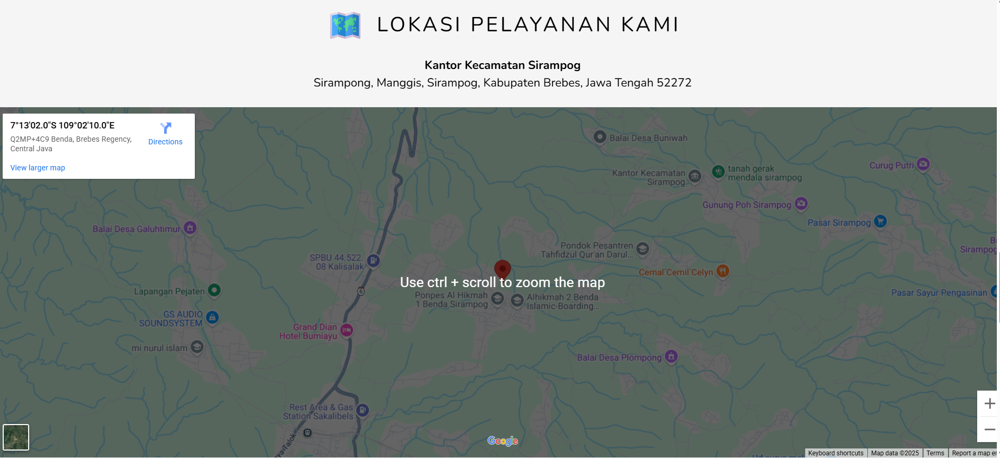 LOKASI PELAYANAN KAMI
Kantor Kecamatan Sirampog
Sirampong, Manggis, Sirampog, Kabupaten Brebes, Jawa Tengah 52272
7°13'02.0"S 109°02'10.0"E
Q2MP+4C9 Benda, Brebes Regency,
Central Java
Directions
View larger map
Balai Desa Buniwah
Kantor Kecamatan
Sirampog
tanah gerak
mendala sirampog
Curug Putri
Gunung Poh Sirampog
Pasar Sirampog
Balai Desa Galuhtimur
Pondok Pesantren
Tahfidzul Qur'an Darul...
Sirampog
SPBU 44.522.
08 Kalisalak
Cemal Cemil Celyn
Use ctrl + scroll to zoom the map
6
Lapangan Pejaten
Ponpes Al Hikmah
1 Benda Sirampog
Alhikmah 2 Benda
Islamic-Boarding...
Pasar Sayur Pengasinan
GS AUDIO
SOUNDSYSTEM
Grand Dian
Hotel Bumiayu
mi nurul islam
Balai Desa Plompong
Rest Area & Gas
Station Sakalibels
Google
Keyboard shortcuts
Map data ©2025
Terms
Report a map er